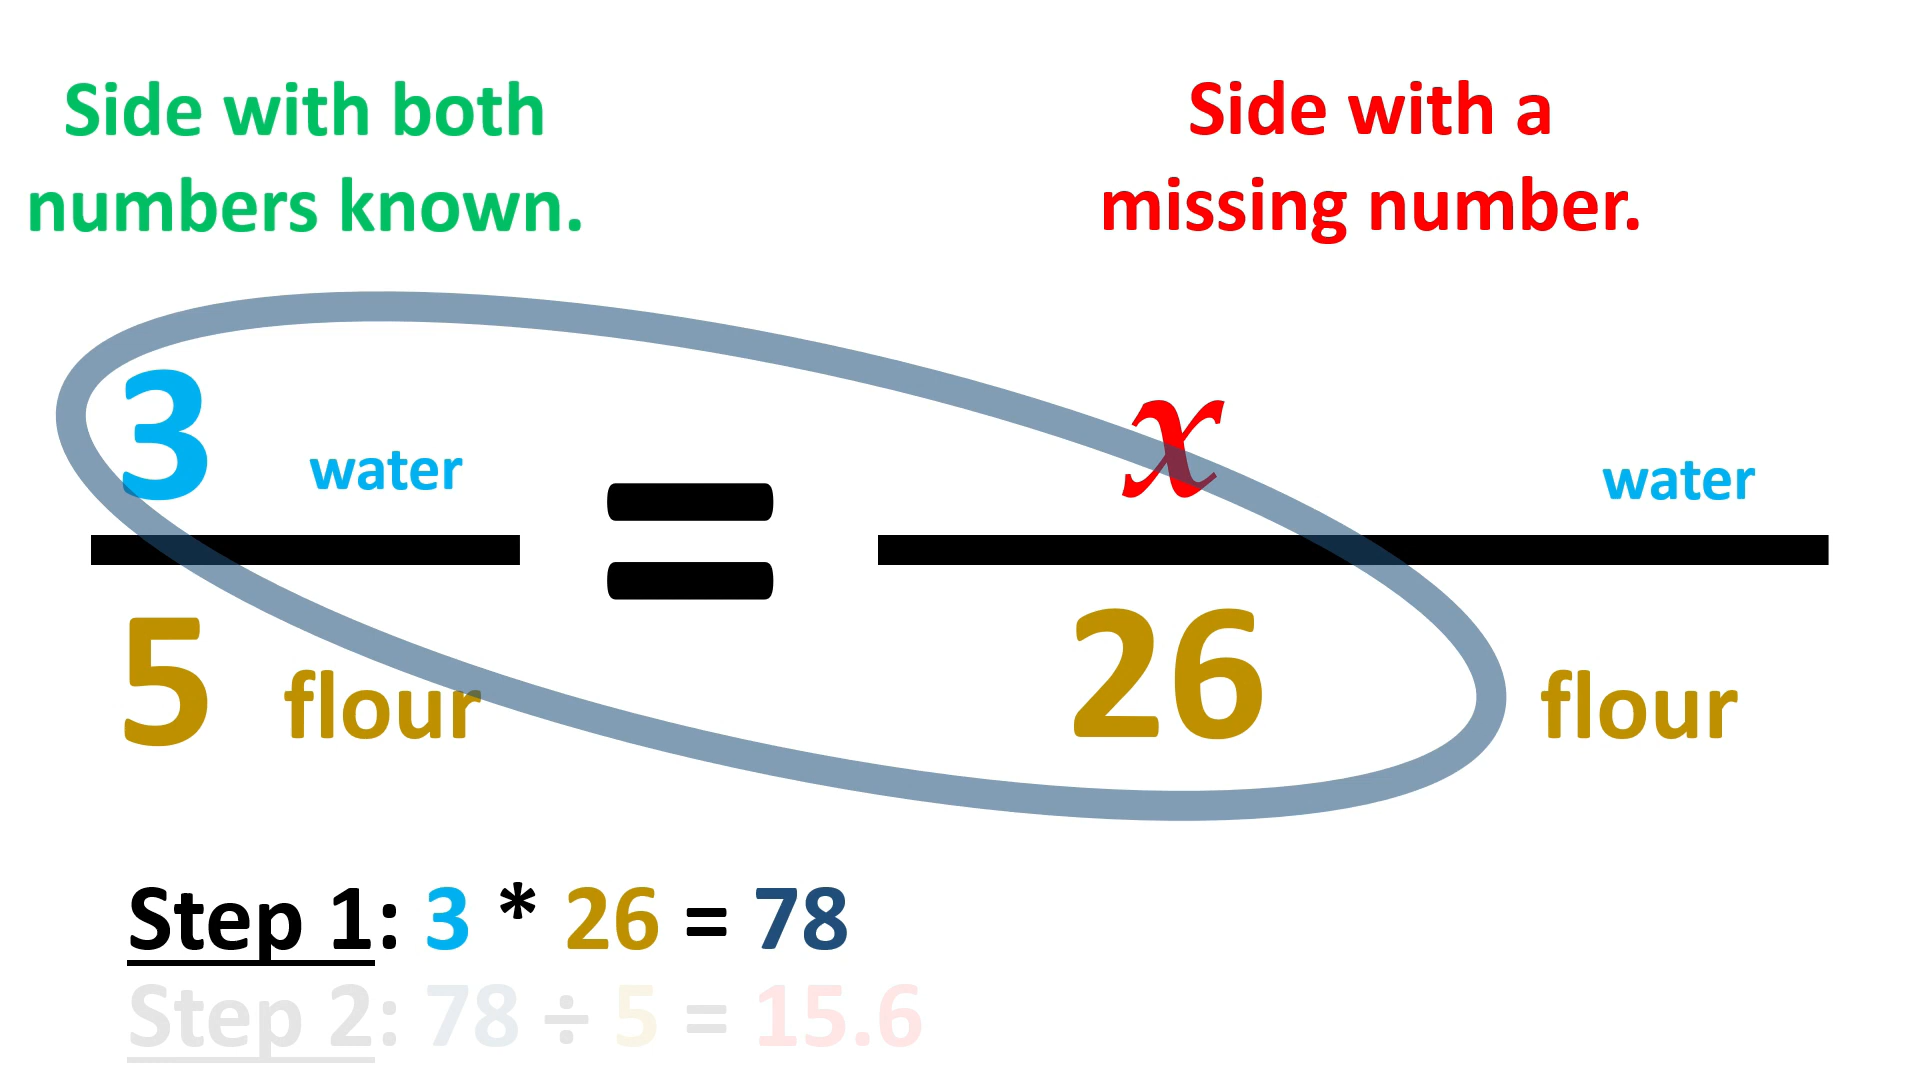 Side with both
numbers known.
Side with a
missing number.
3 water = x water
5 flour 26 flour
Step 1: 3 * 26 = 78
Step 2: 78 ÷ 5 = 15.6